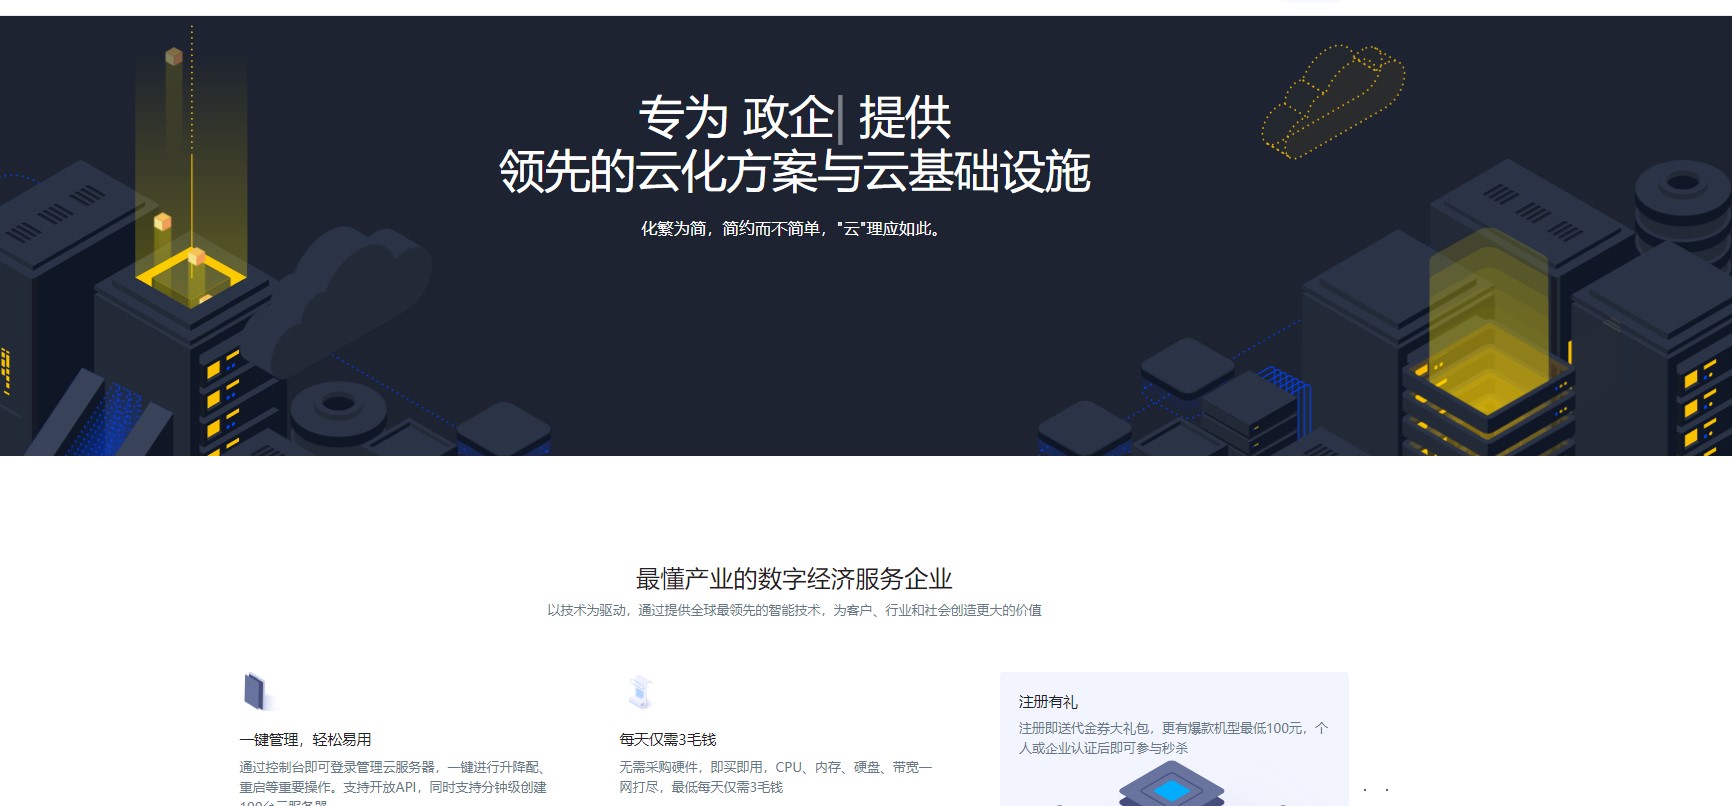 专为 政企| 提供
领先的云化方案与云基础设施
化繁为简，简约而不简单，"云"理应如此。
最懂产业的数字经济服务企业
以技术为驱动，通过提供全球最领先的智能技术，为客户、行业和社会创造更大的价值
一键管理，轻松易用
通过控制台即可登录管理云服务器，一键进行升降配、
重启等重要操作。支持开放API，同时支持分钟级创建
100台云服务器
每天仅需3毛钱
无需采购硬件，即买即用，CPU、内存、硬盘、带宽一
网打尽，最低每天仅需3毛钱
注册有礼
注册即送代金券大礼包，更有爆款机型最低100元，个
人或企业认证后即可参与秒杀